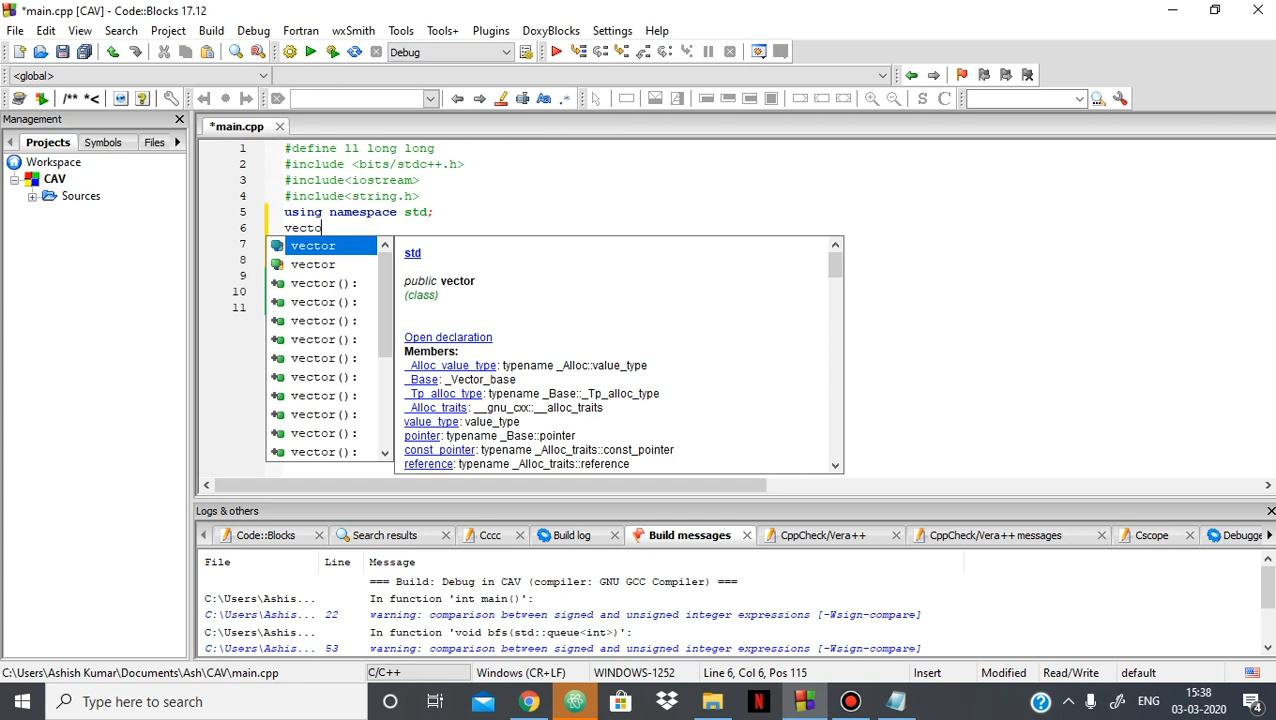 *main.cpp [CAV] - Code::Blocks 17.12
File Edit View Search Project Build Debug Fortran wxSmith Tools Tools+ Plugins DoxyBlocks Settings Help
Debug
<global>
/** *<
S C
Management
Projects Symbols Files
Workspace
CAV
Sources
*main.cpp
1 #define ll long long
2 #include <bits/stdc++.h>
3 #include<iostream>
4 #include<string.h>
5 using namespace std;
6 vecto
7
8
9
10
11
vector
vector
vector():
vector():
vector():
vector():
vector():
vector():
vector():
vector():
vector():
vector():
std
public vector
(class)
Open declaration
Members:
_Alloc_value_type: typename _Alloc::value_type
_Base: _Vector_base
_Tp_alloc_type: typename _Base::_Tp_alloc_type
_Alloc_traits: __gnu_cxx::__alloc_traits
value_type: value_type
pointer: typename _Base::pointer
const_pointer: typename _Alloc_traits::const_pointer
reference: typename _Alloc_traits::reference
Logs & others
Code::Blocks Search results Cccc Build log Build messages CppCheck/Vera++ CppCheck/Vera++ messages Cscope Debugge
File Line Message
=== Build: Debug in CAV (compiler: GNU GCC Compiler) ===
C:\Users\Ashis... In function 'int main()':
C:\Users\Ashis... 22 warning: comparison between signed and unsigned integer expressions [-Wsign-compare]
C:\Users\Ashis... In function 'void bfs(std::queue<int>)':
C:\Users\Ashis... 53 warning: comparison between signed and unsigned integer expressions [-Wsign-compare]
C:\Users\Ashish Kumar\Documents\Ash\CAV\main.cpp C/C++ Windows (CR+LF) WINDOWS-1252 Line 6, Col 6, Pos 115 Insert Modified Read/Write default
Type here to search
ENG
15:38
03-03-2020
4